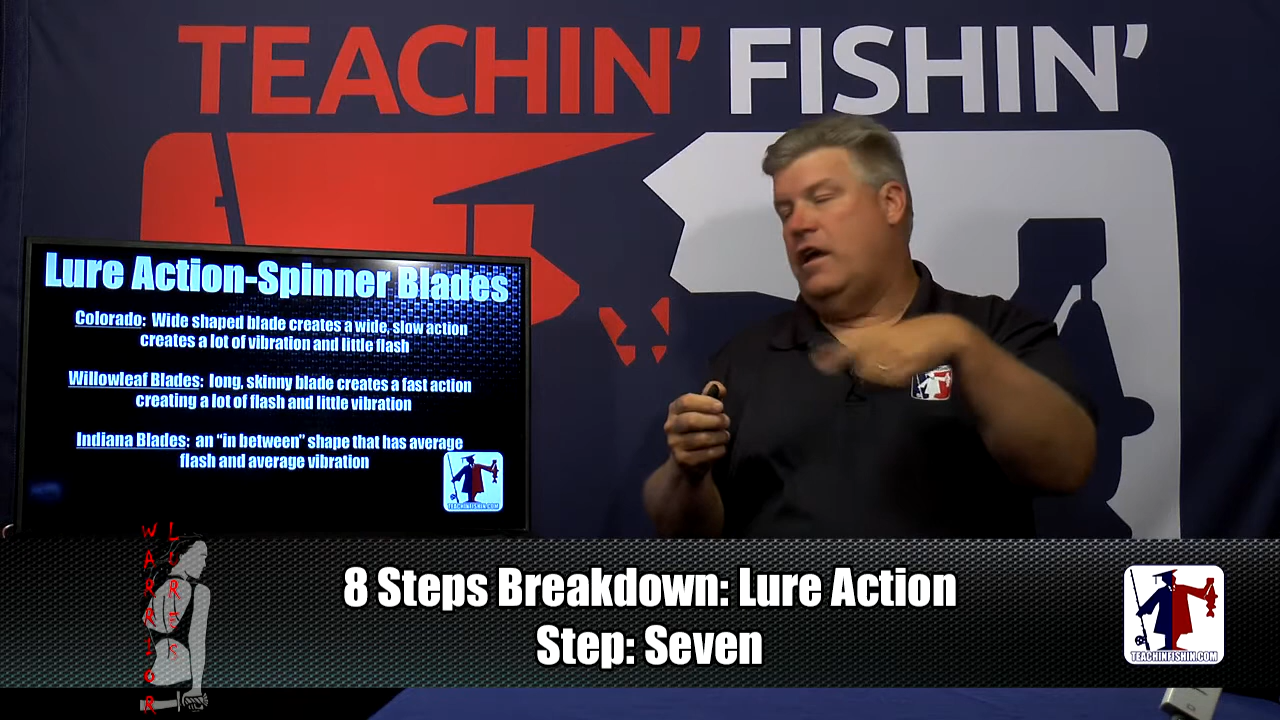 TEACHIN' FISHIN'
Lure Action-Spinner Blades
Colorado: Wide shaped blade creates a wide, slow action
creates a lot of vibration and little flash
Willowleaf Blades: long, skinny blade creates a fast action
creating a lot of flash and little vibration
Indiana Blades: an “in between” shape that has average
flash and average vibration
TEACHINFISHIN.COM
WARRIOR
LURES
8 Steps Breakdown: Lure Action
Step: Seven
TEACHINFISHIN.COM